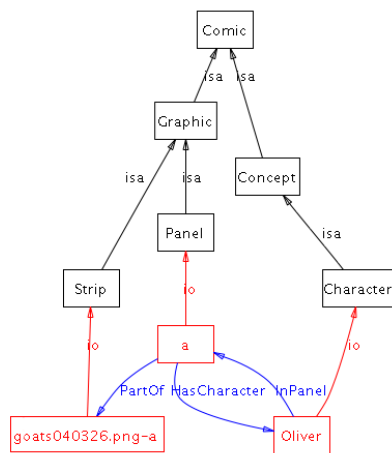 Comic
isa isa
Graphic
isa isa
Concept
Panel
isa
Strip
io
Character
io
a
io
PartOf HasCharacter InPanel
goats040326.png-a
Oliver